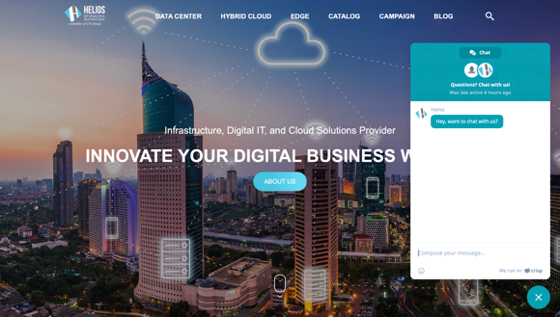 HELIOS
DATA CENTER
HYBRID CLOUD
EDGE
CATALOG
CAMPAIGN
BLOG
Chat
Questions? Chat with us!
Was last active 6 hours ago
Helios
Hey, want to chat with us?
Infrastructure, Digital IT, and Cloud Solutions Provider
INNOVATE YOUR DIGITAL BUSINESS W
ABOUT US
Compose your message...
We run on crisp